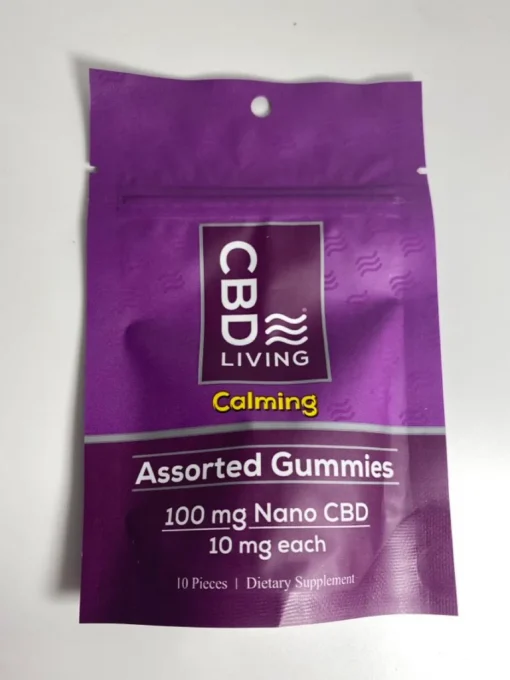 CBD
LIVING
Calming
Assorted Gummies
100 mg Nano CBD
10 mg each
10 Pieces | Dietary Supplement